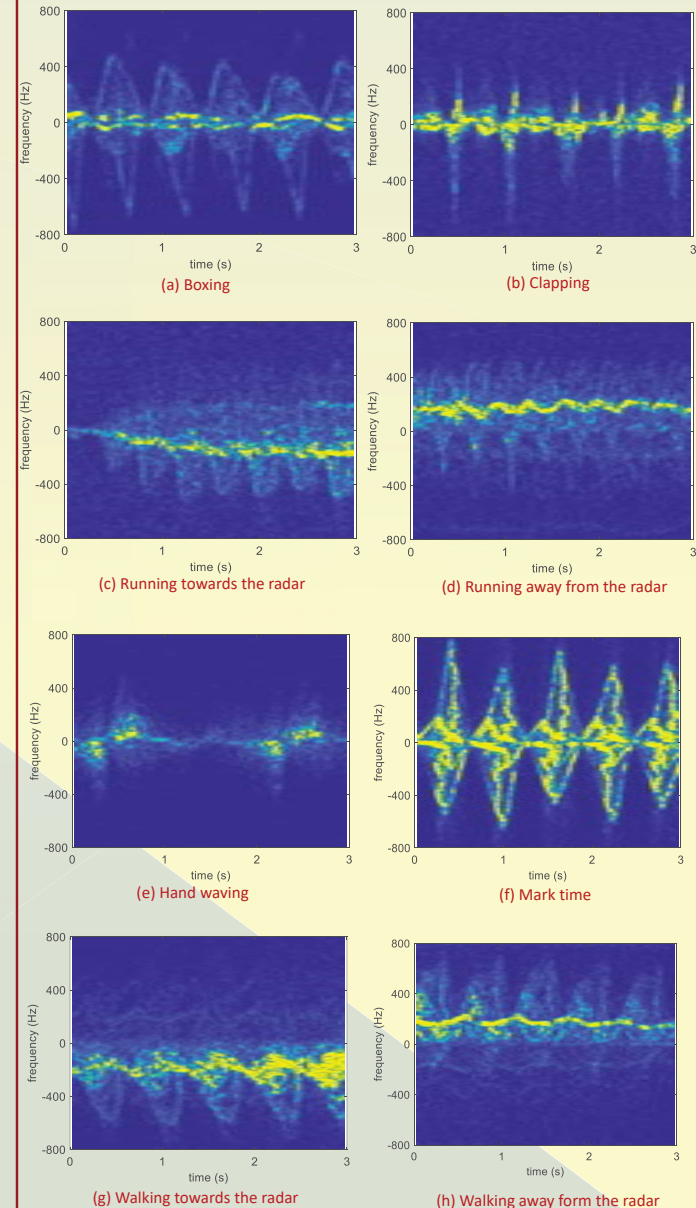 800
400
0
-400
-800
frequency (Hz)
0 1 2 3
time (s)
(a) Boxing
800
400
0
-400
-800
frequency (Hz)
0 1 2 3
time (s)
(b) Clapping
800
400
0
-400
-800
frequency (Hz)
0 1 2 3
time (s)
(c) Running towards the radar
800
400
0
-400
-800
frequency (Hz)
0 1 2 3
time (s)
(d) Running away from the radar
800
400
0
-400
-800
frequency (Hz)
0 1 2 3
time (s)
(e) Hand waving
800
400
0
-400
-800
frequency (Hz)
0 1 2 3
time (s)
(f) Mark time
800
400
0
-400
-800
frequency (Hz)
0 1 2 3
time (s)
(g) Walking towards the radar
800
400
0
-400
-800
frequency (Hz)
0 1 2 3
time (s)
(h) Walking away form the radar